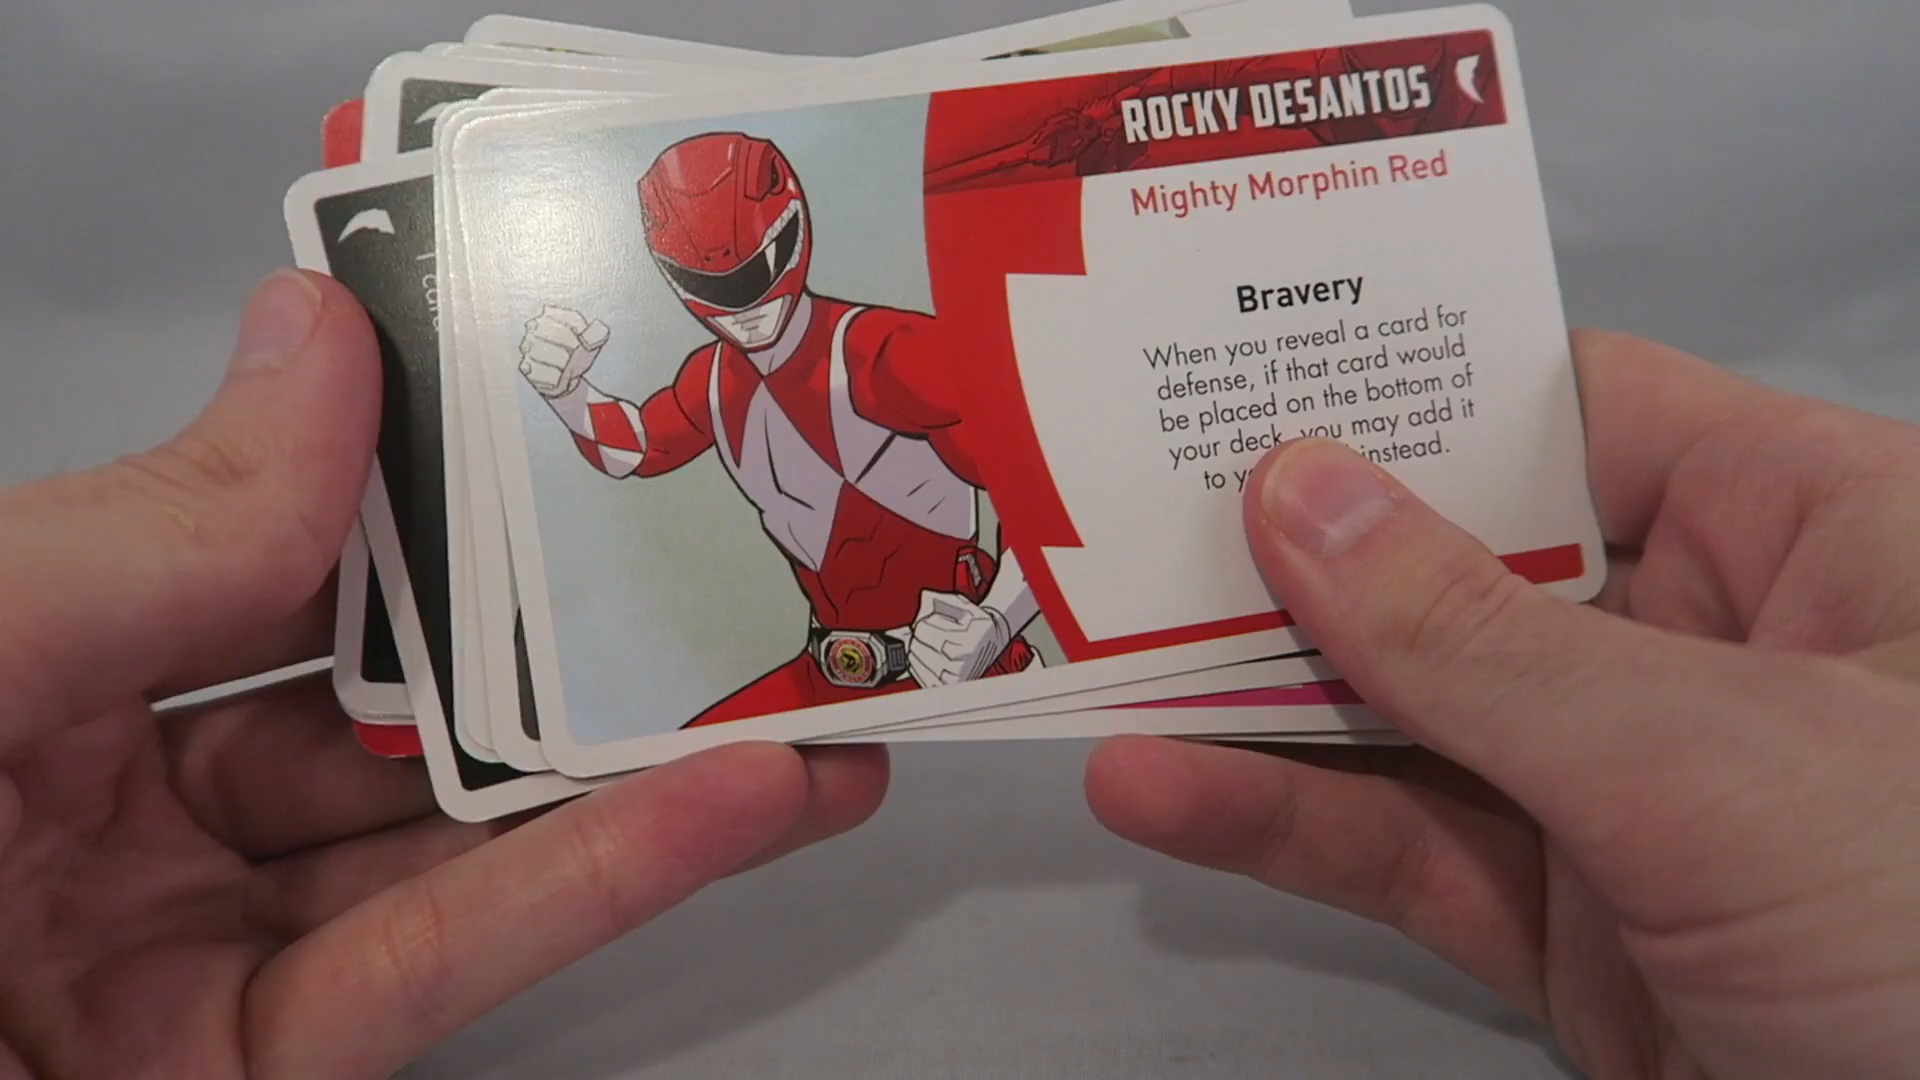 ROCKY DESANTOS
Mighty Morphin Red
Bravery
When you reveal a card for
defense, if that card would
be placed on the bottom of
your deck, you may add it
to instead.